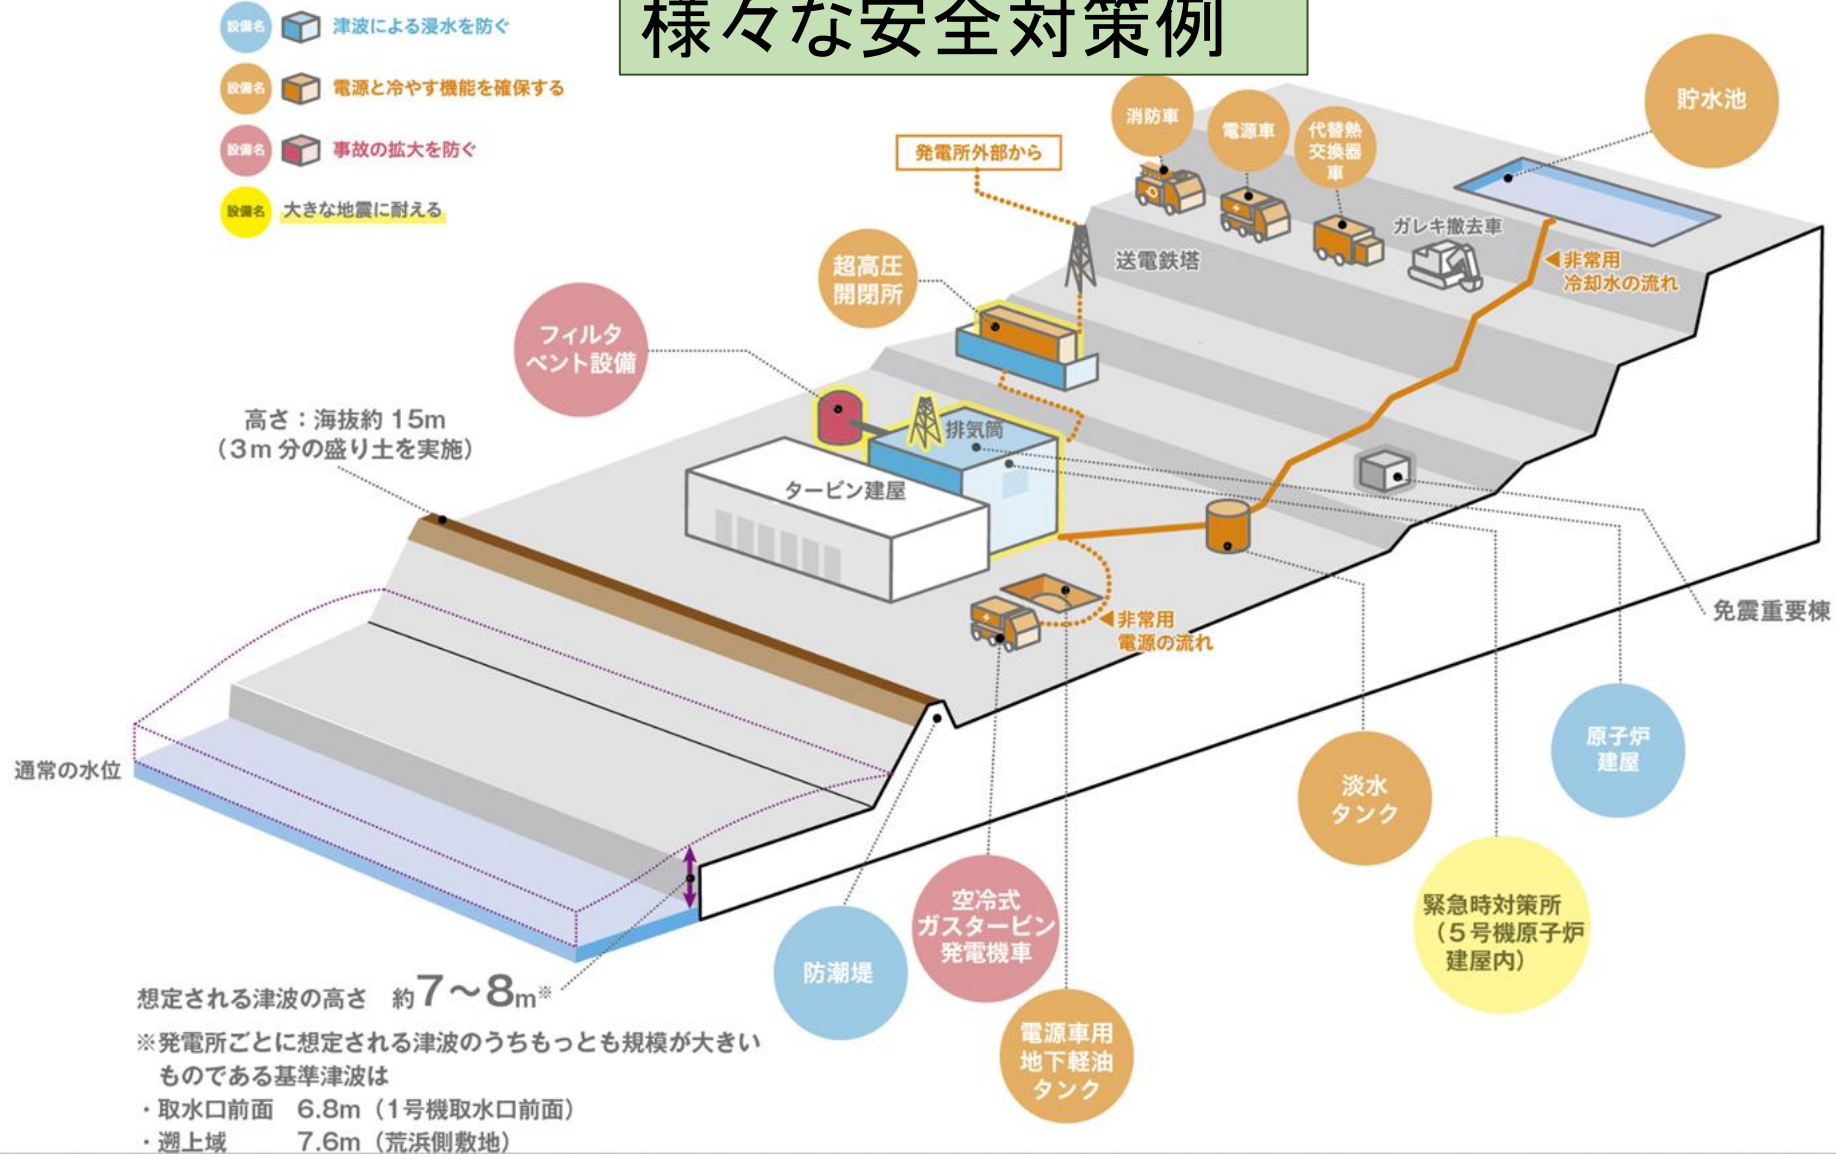 様々な安全対策例
設備名
津波による浸水を防ぐ
設備名
電源と冷やす機能を確保する
設備名
事故の拡大を防ぐ
設備名
大きな地震に耐える
消防車
電源車
代替熱
交換器
車
貯水池
発電所外部から
ガレキ撤去車
送電鉄塔
◀非常用
冷却水の流れ
超高圧
開閉所
フィルタ
ベント設備
高さ：海抜約 15m
（3m 分の盛り土を実施）
排気筒
タービン建屋
免震重要棟
◀非常用
電源の流れ
原子炉
建屋
通常の水位
淡水
タンク
緊急時対策所
（5号機原子炉
建屋内）
空冷式
ガスタービン
発電機車
防潮堤
電源車用
地下軽油
タンク
想定される津波の高さ　約7～8m※
※発電所ごとに想定される津波のうちもっとも規模が大きい
ものである基準津波は
・取水口前面　6.8m（1号機取水口前面）
・遡上域　　　7.6m（荒浜側敷地）